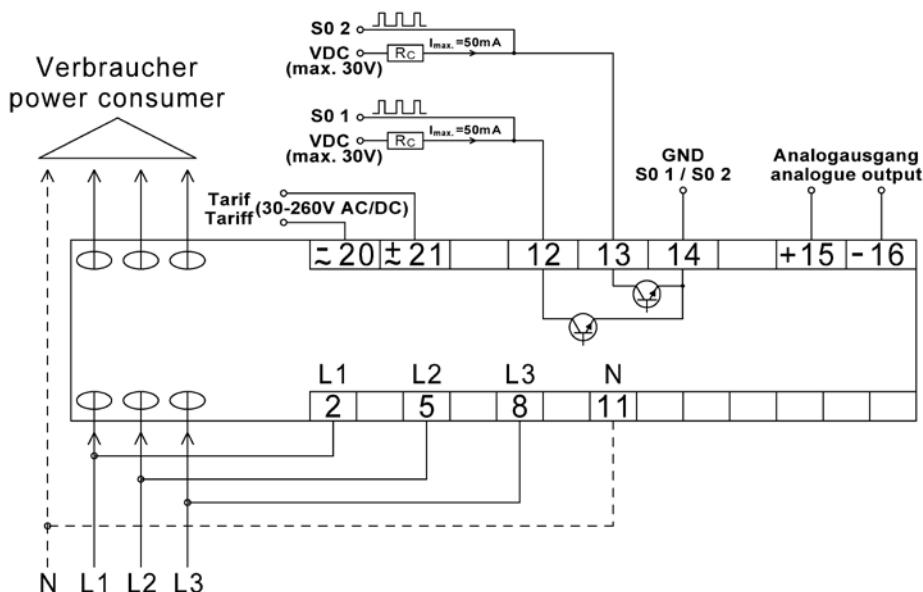 S0 2
VDC
(max. 30V)
RC
Imax.=50mA
Verbraucher
power consumer
S0 1
VDC
(max. 30V)
RC
Imax.=50mA
GND
S0 1 / S0 2
Analogausgang
analogue output
Tarif
Tariff
(30-260V AC/DC)
≂ 20
± 21
12
13
14
+15
-16
L1 L2 L3 N
2 5 8 11
N L1 L2 L3